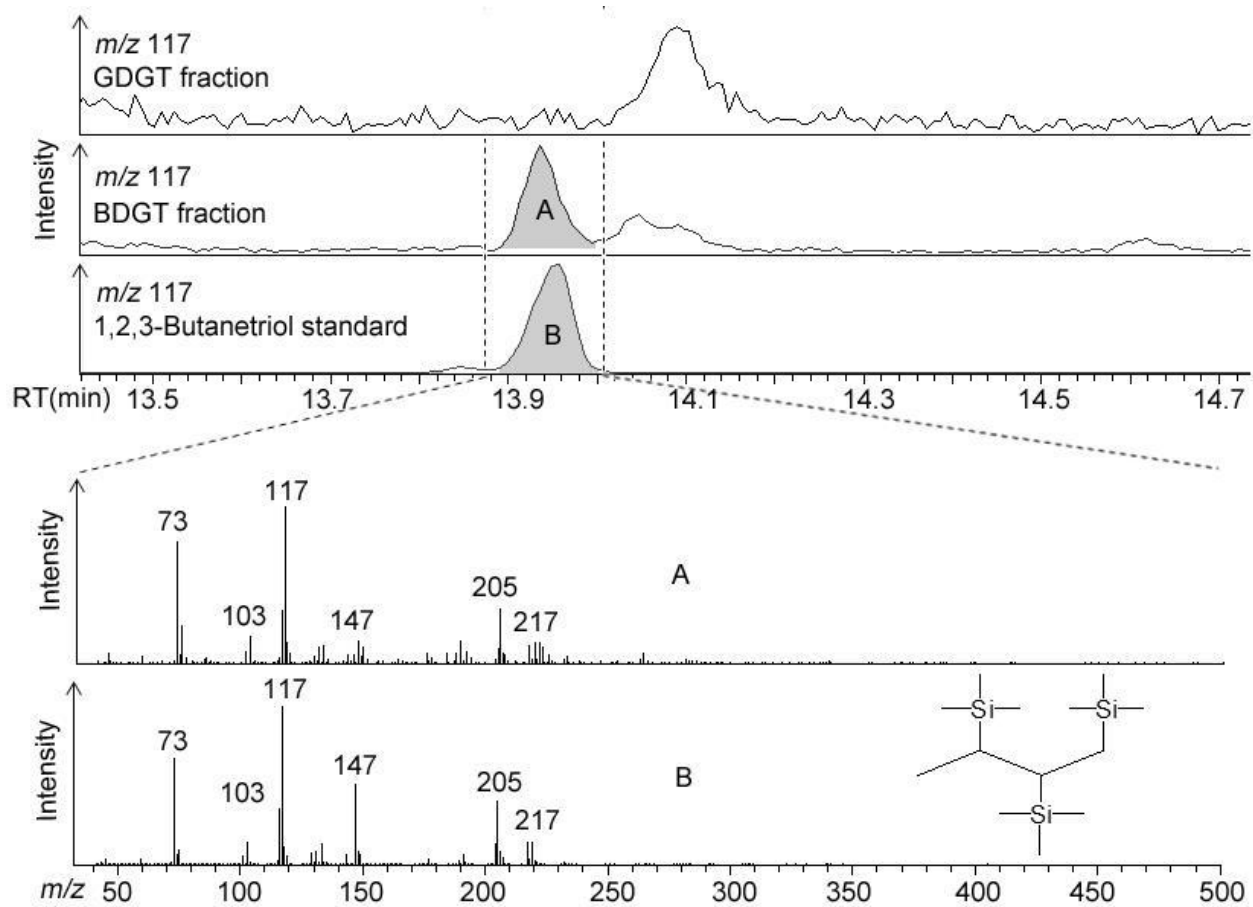 m/z 117
GDGT fraction
m/z 117
BDGT fraction
A
m/z 117
1,2,3-Butanetriol standard
B
Intensity
RT(min) 13.5 13.7 13.9 14.1 14.3 14.5 14.7
Intensity
73
103
117
147
205
217
A
Intensity
73
103
117
147
205
217
B
Si
Si
Si
m/z 50 100 150 200 250 300 350 400 450 500